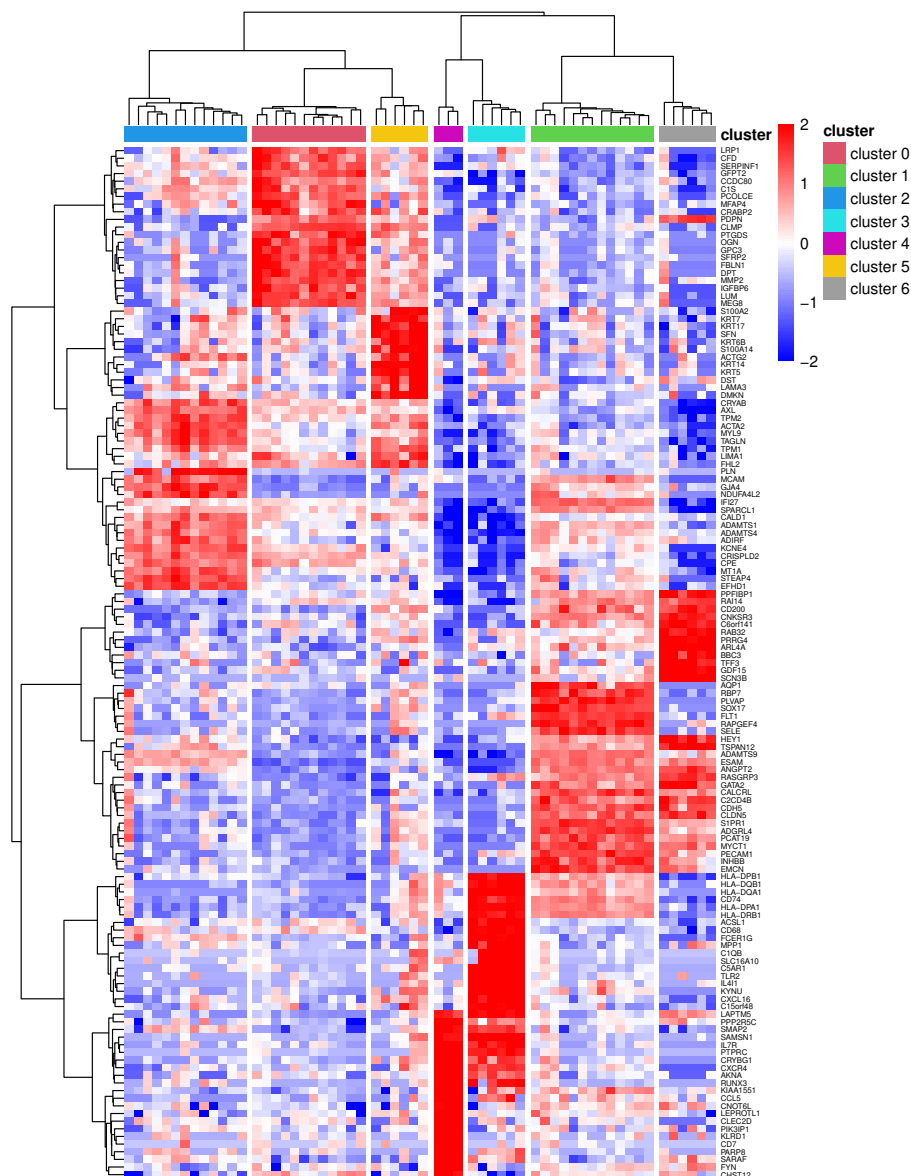 cluster
2
1
0
−1
−2
cluster
cluster 0
cluster 1
cluster 2
cluster 3
cluster 4
cluster 5
cluster 6
LRP1
CFD
SERPINF1
GFPT2
CCDC80
C1S
PCOLCE
MFAP4
CRABP2
PDPN
CLMP
PTGDS
OGN
GPC3
SFRP2
FBLN1
DPT
MMP2
IGFBP6
LUM
MEG8
S100A2
KRT7
KRT17
SFN
KRT6B
S100A14
ACTG2
KRT14
KRT5
DST
LAMA3
DMKN
CRYAB
AXL
TPM2
ACTA2
MYL9
TAGLN
TPM1
LIMA1
FHL2
PLN
MCAM
GJA4
NDUFA4L2
IFI27
SPARCL1
CALD1
ADAMTS1
ADAMTS4
ADIRF
KCNE4
CRISPLD2
CPE
MT1A
STEAP4
EFHD1
PPFIBP1
RAI14
CD200
CNKSR3
C6orf141
RAB32
PRRG4
ARL4A
BBC3
TFF3
GDF15
SCN3B
AQP1
RBP7
PLVAP
SOX17
FLT1
RAPGEF4
SELE
HEY1
TSPAN12
ADAMTS9
ESAM
ANGPT2
RASGRP3
GATA2
CALCRL
C2CD4B
CDH5
CLDN5
S1PR1
ADGRL4
PCAT19
MYCT1
PECAM1
INHBB
EMCN
HLA−DPB1
HLA−DQB1
HLA−DQA1
CD74
HLA−DPA1
HLA−DRB1
ACSL1
CD68
FCER1G
MPP1
C1QB
SLC16A10
C5AR1
TLR2
IL4I1
KYNU
CXCL16
C15orf48
LAPTM5
PPP2R5C
SMAP2
SAMSN1
IL7R
PTPRC
CRYBG1
CXCR4
AKNA
RUNX3
KIAA1551
CCL5
CNOT6L
LEPROTL1
CLEC2D
PIK3IP1
KLRD1
CD7
PARP8
SARAF
FYN
CHST12